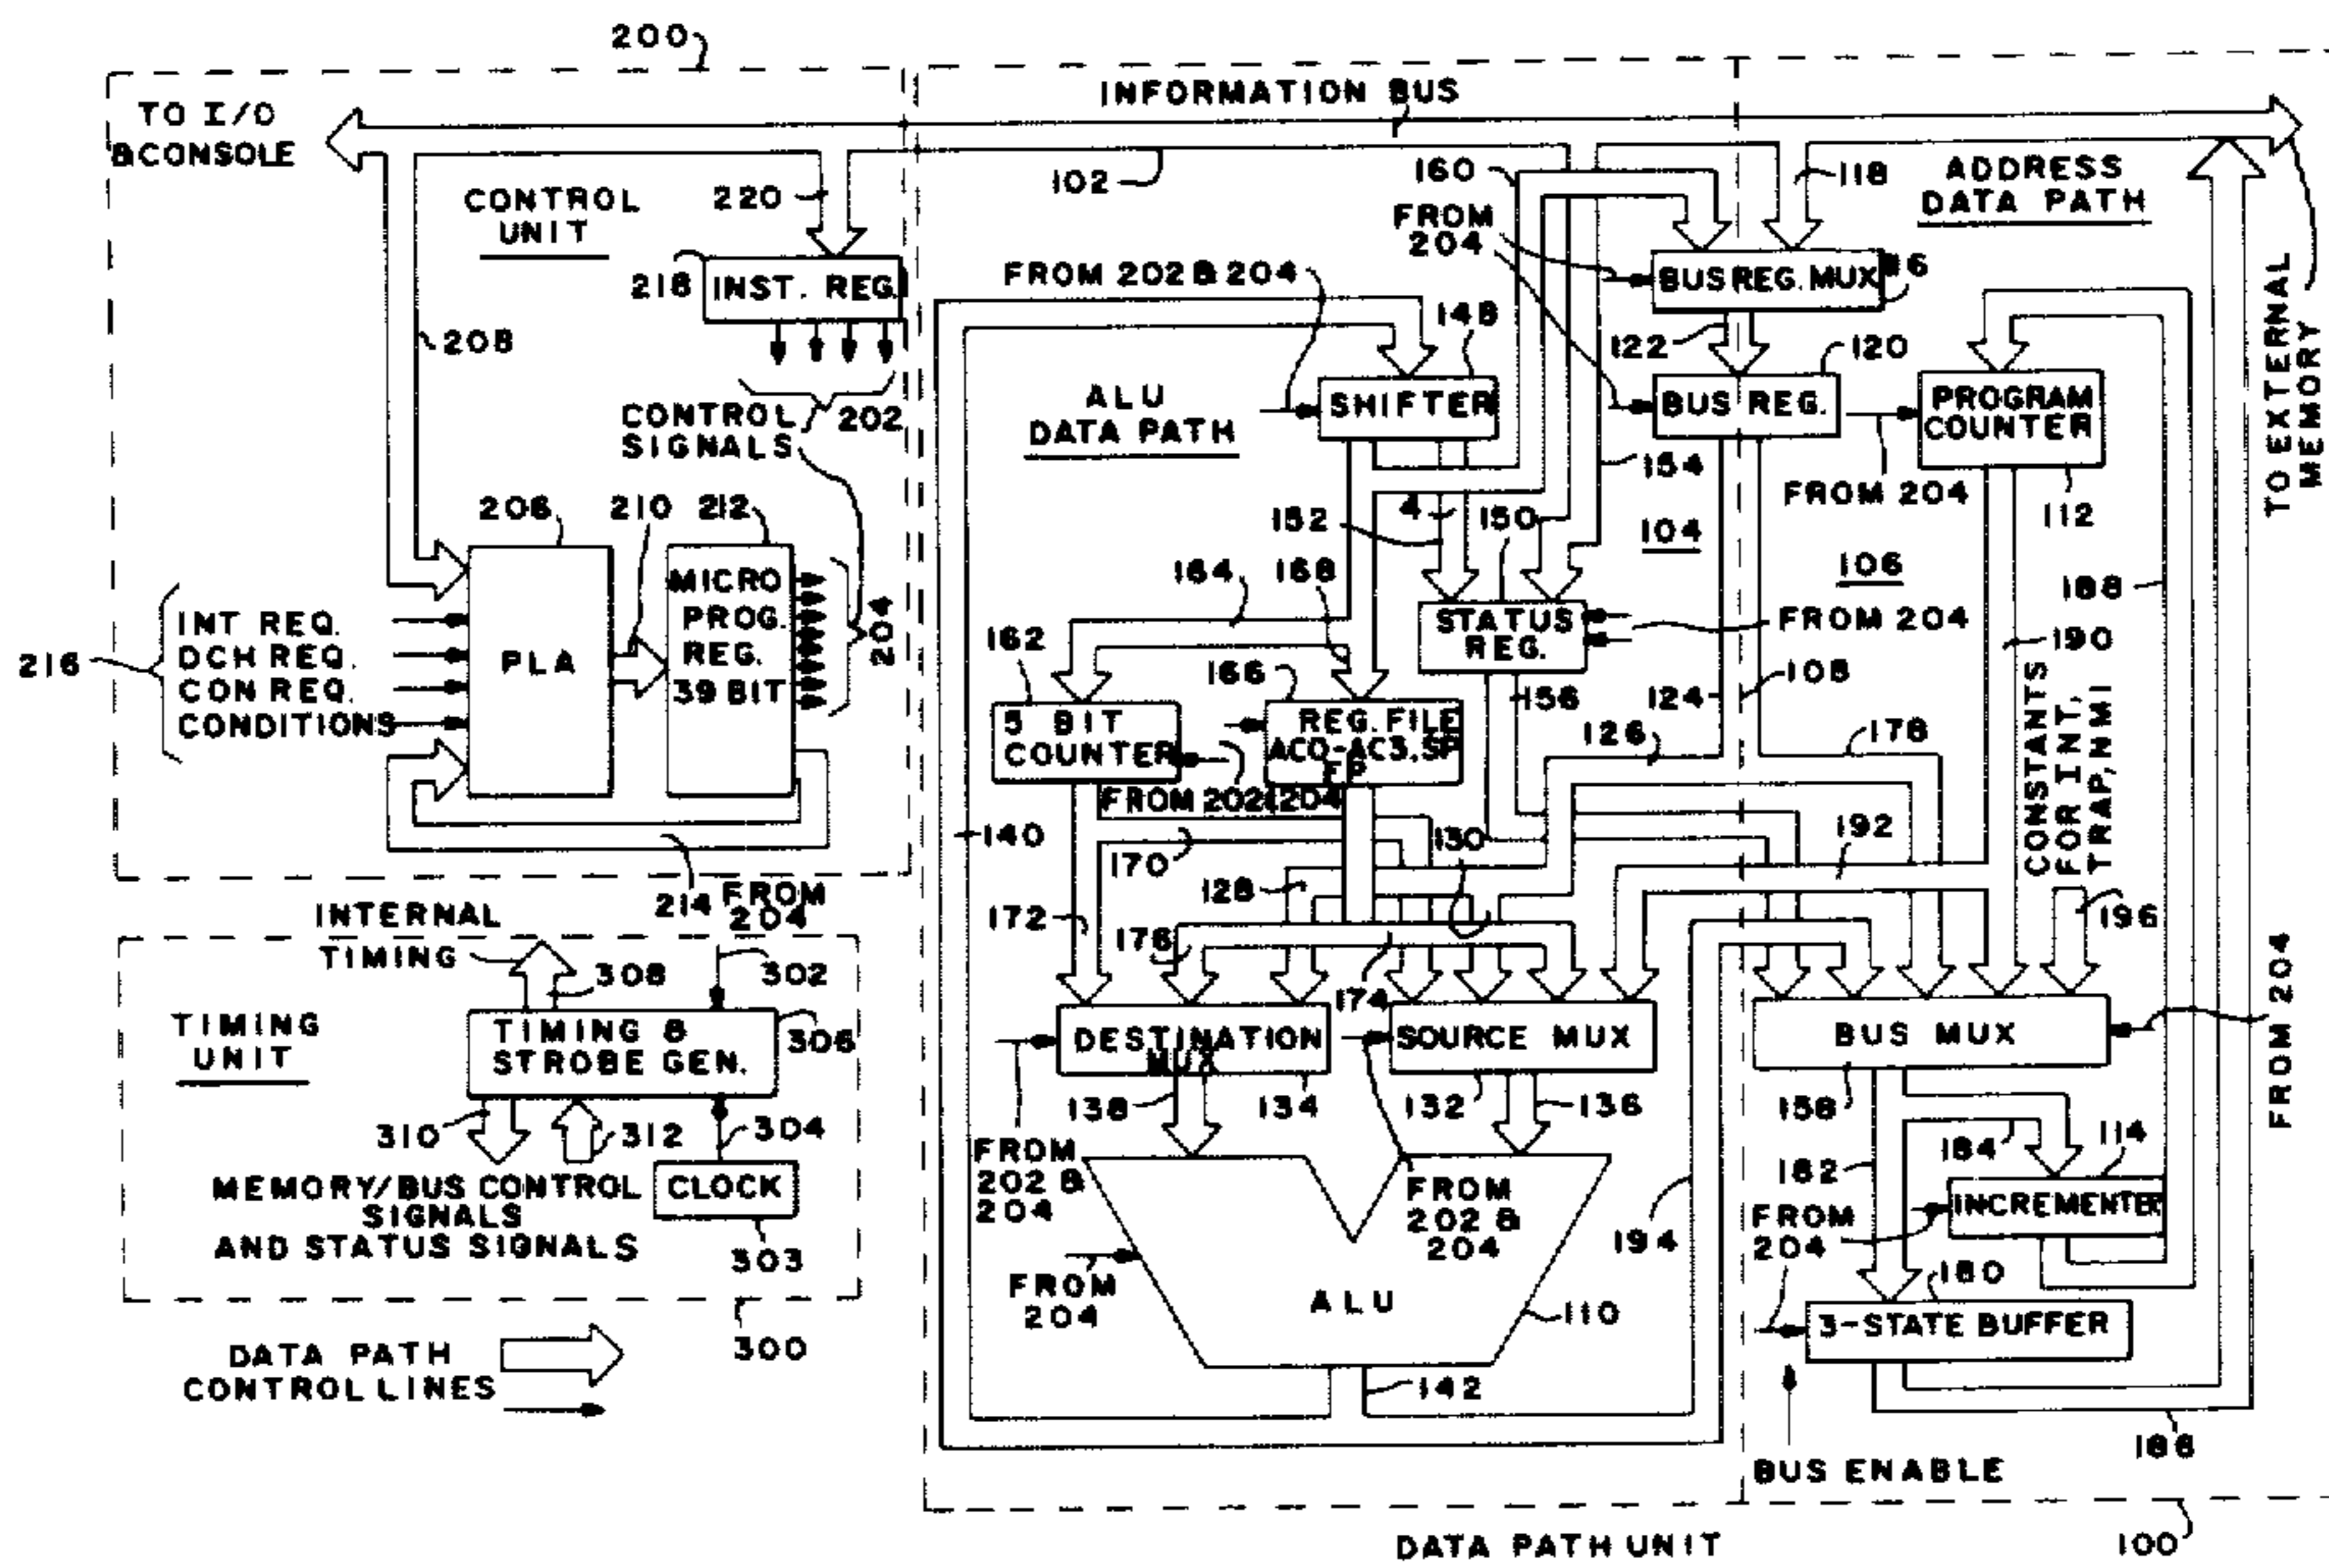 200
INFORMATION BUS
TO I/O
&CONSOLE
CONTROL
UNIT
220
102
160
118
ADDRESS
DATA PATH
FROM
204
218
INST. REG.
FROM 202 & 204
BUS REG. MUX
116
148
122
120
208
CONTROL
SIGNALS
202
ALU
DATA PATH
SHIFTER
BUS REG.
PROGRAM
COUNTER
154
FROM 204
112
TO EXTERNAL
MEMORY
206
210
212
152
4
150
104
106
164
168
188
MICRO
PROG.
REG.
39 BIT
204
PLA
216
INT REQ.
DCH REQ.
CON REQ.
CONDITIONS
STATUS
REG.
FROM 204
190
162
166
156
124
108
5 BIT
COUNTER
REG. FILE
AC0-AC3, SP
FP
126
178
CONSTANTS
FOR INT,
TRAP, NMI
FROM 202/204
140
170
130
192
128
172
176
174
196
214
FROM
204
INTERNAL
TIMING
308
302
TIMING
UNIT
TIMING &
STROBE GEN.
306
DESTINATION
MUX
SOURCE MUX
BUS MUX
FROM 204
138
134
132
136
158
310
312
304
FROM
202 &
204
FROM
202 &
204
184
114
182
MEMORY/BUS CONTROL
SIGNALS
AND STATUS SIGNALS
CLOCK
303
INCREMENTER
194
FROM
204
FROM
204
ALU
110
180
3-STATE BUFFER
300
DATA PATH
CONTROL LINES
142
186
BUS ENABLE
DATA PATH UNIT
100